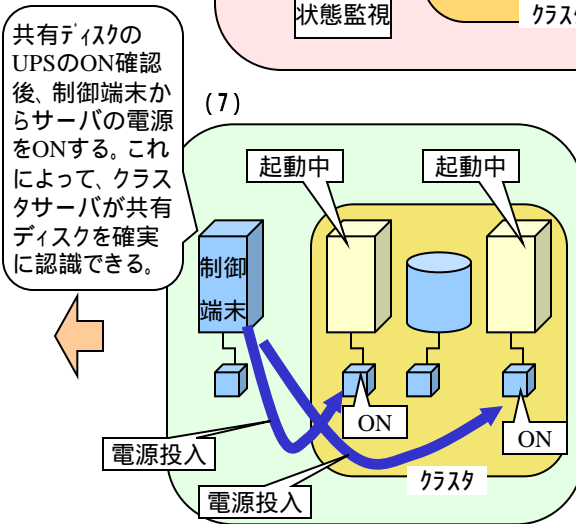 状態監視
クラスタ
共有ディスクの
UPSのON確認
後、制御端末か
らサーバの電源
をONする。これ
によって、クラス
タサーバが共有
ディスクを確実
に認識できる。
(7)
起動中
起動中
制御
端末
ON
ON
電源投入
電源投入
クラスタ